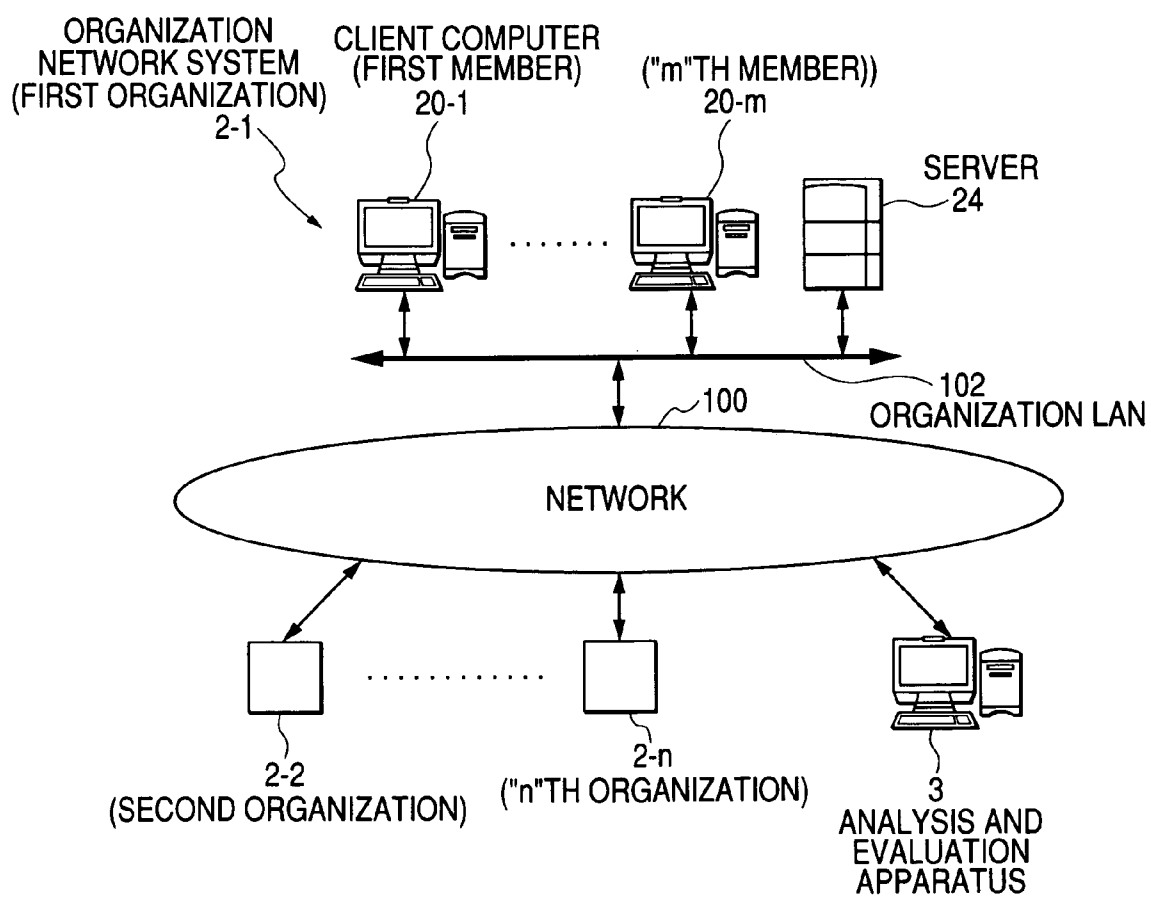 ORGANIZATION
NETWORK SYSTEM
(FIRST ORGANIZATION)
2-1
CLIENT COMPUTER
(FIRST MEMBER)
20-1
("m"TH MEMBER))
20-m
SERVER
24
102
ORGANIZATION LAN
100
NETWORK
2-2
(SECOND ORGANIZATION)
2-n
("n"TH ORGANIZATION)
3
ANALYSIS AND
EVALUATION
APPARATUS